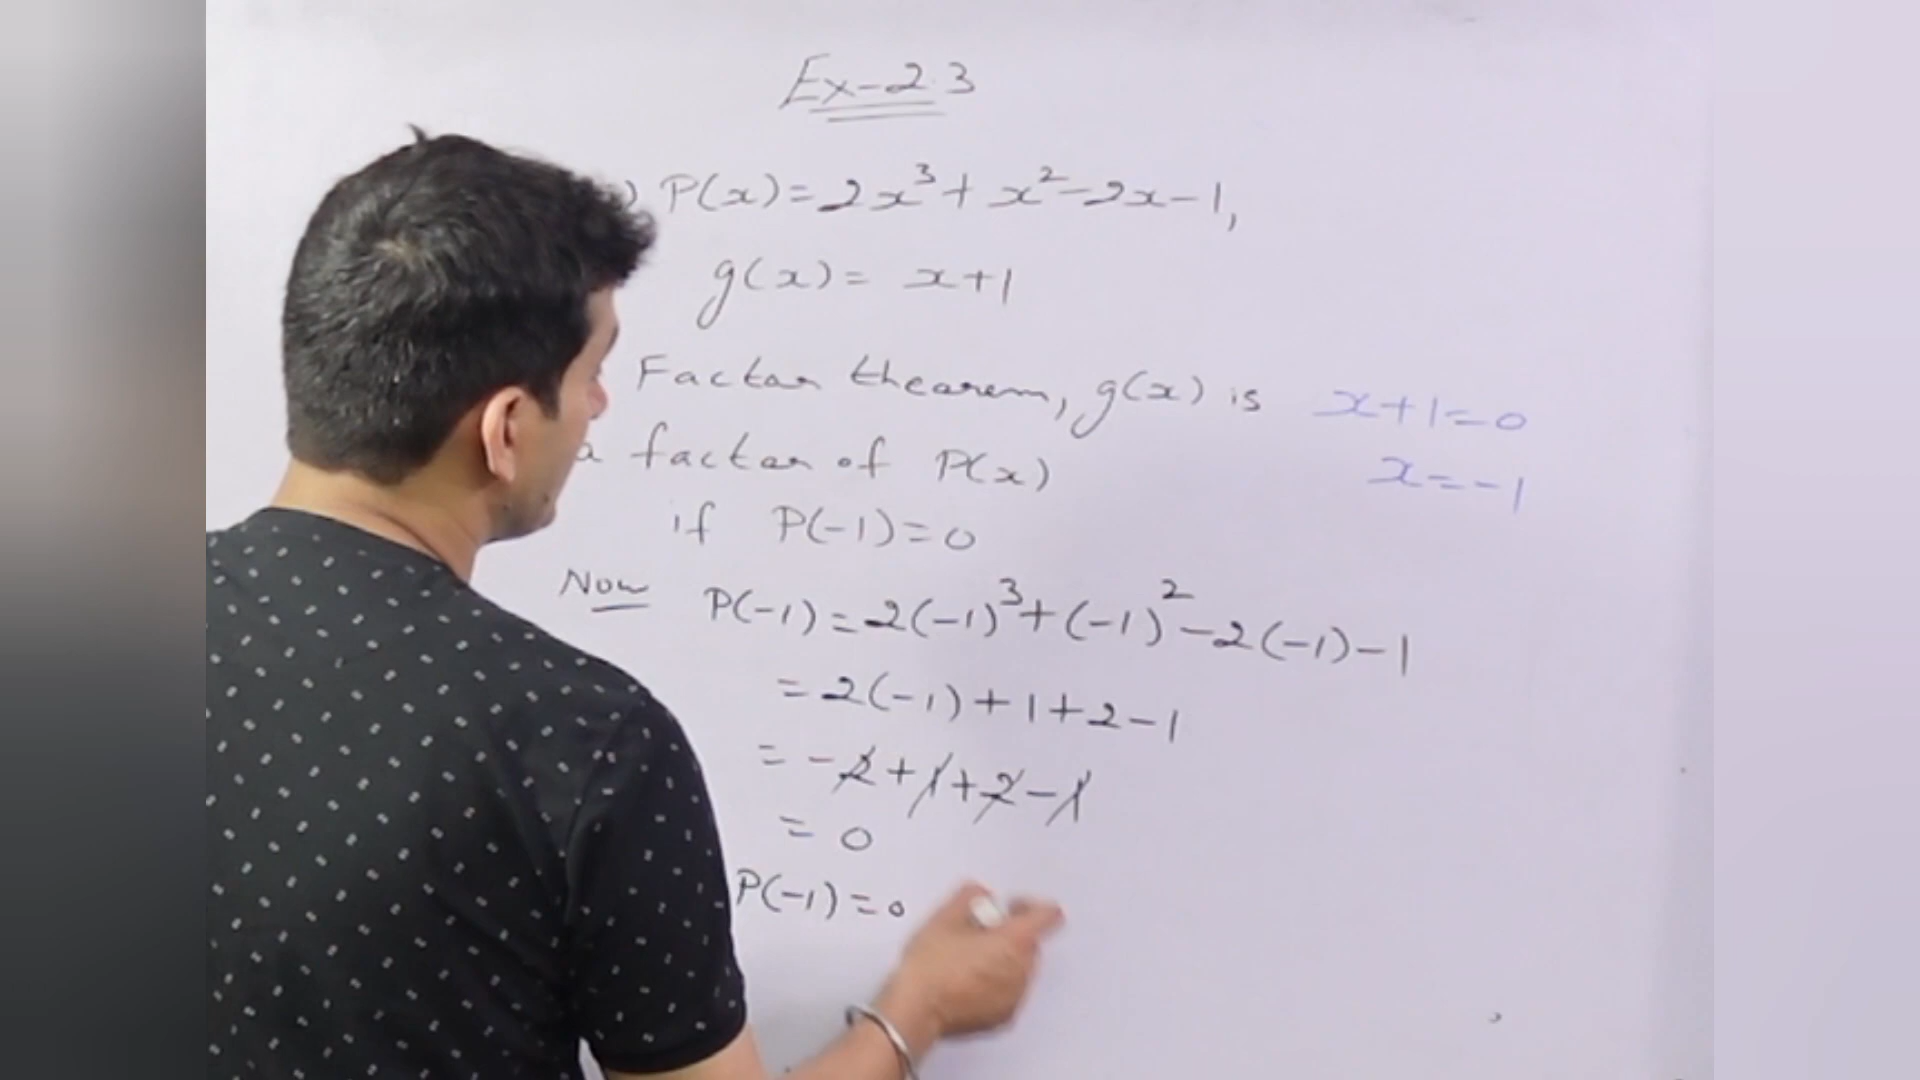 Ex-2.3
) P(x)=2x³+x²-2x-1,
g(x)= x+1
Factor theorem, g(x) is
a factor of P(x)
if P(-1)=0
x+1=0
x=-1
Now P(-1)=2(-1)³+(-1)²-2(-1)-1
=2(-1)+1+2-1
=-2+1+2-1
=0
P(-1)=0